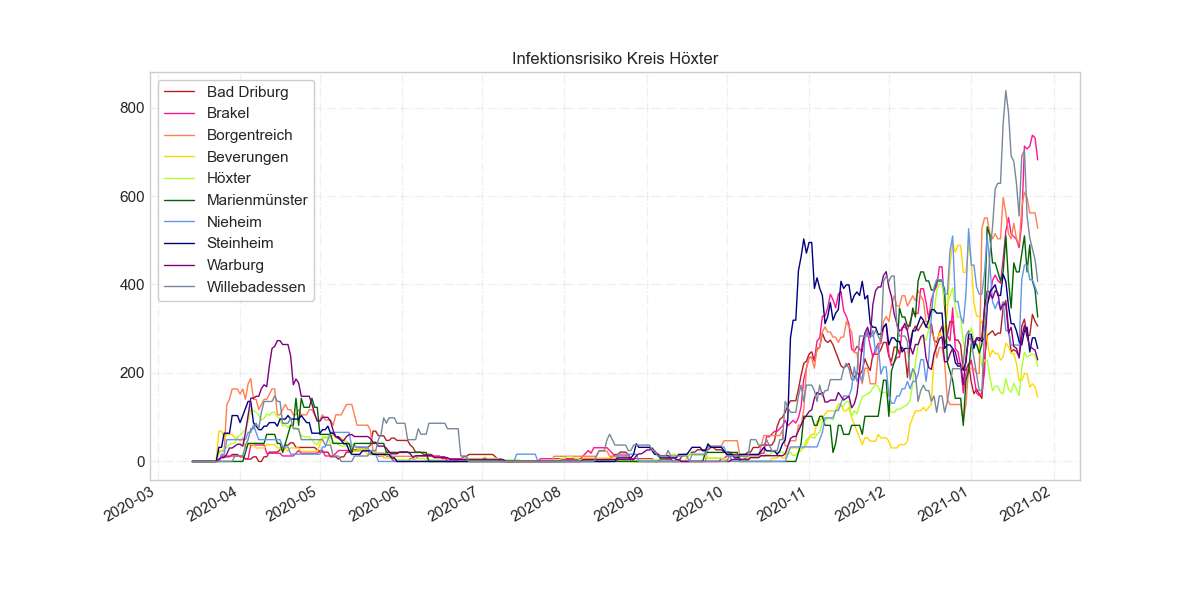 Infektionsrisiko Kreis Höxter
Bad Driburg
Brakel
Borgentreich
Beverungen
Höxter
Marienmünster
Nieheim
Steinheim
Warburg
Willebadessen
800
600
400
200
0
2020-03
2020-04
2020-05
2020-06
2020-07
2020-08
2020-09
2020-10
2020-11
2020-12
2021-01
2021-02